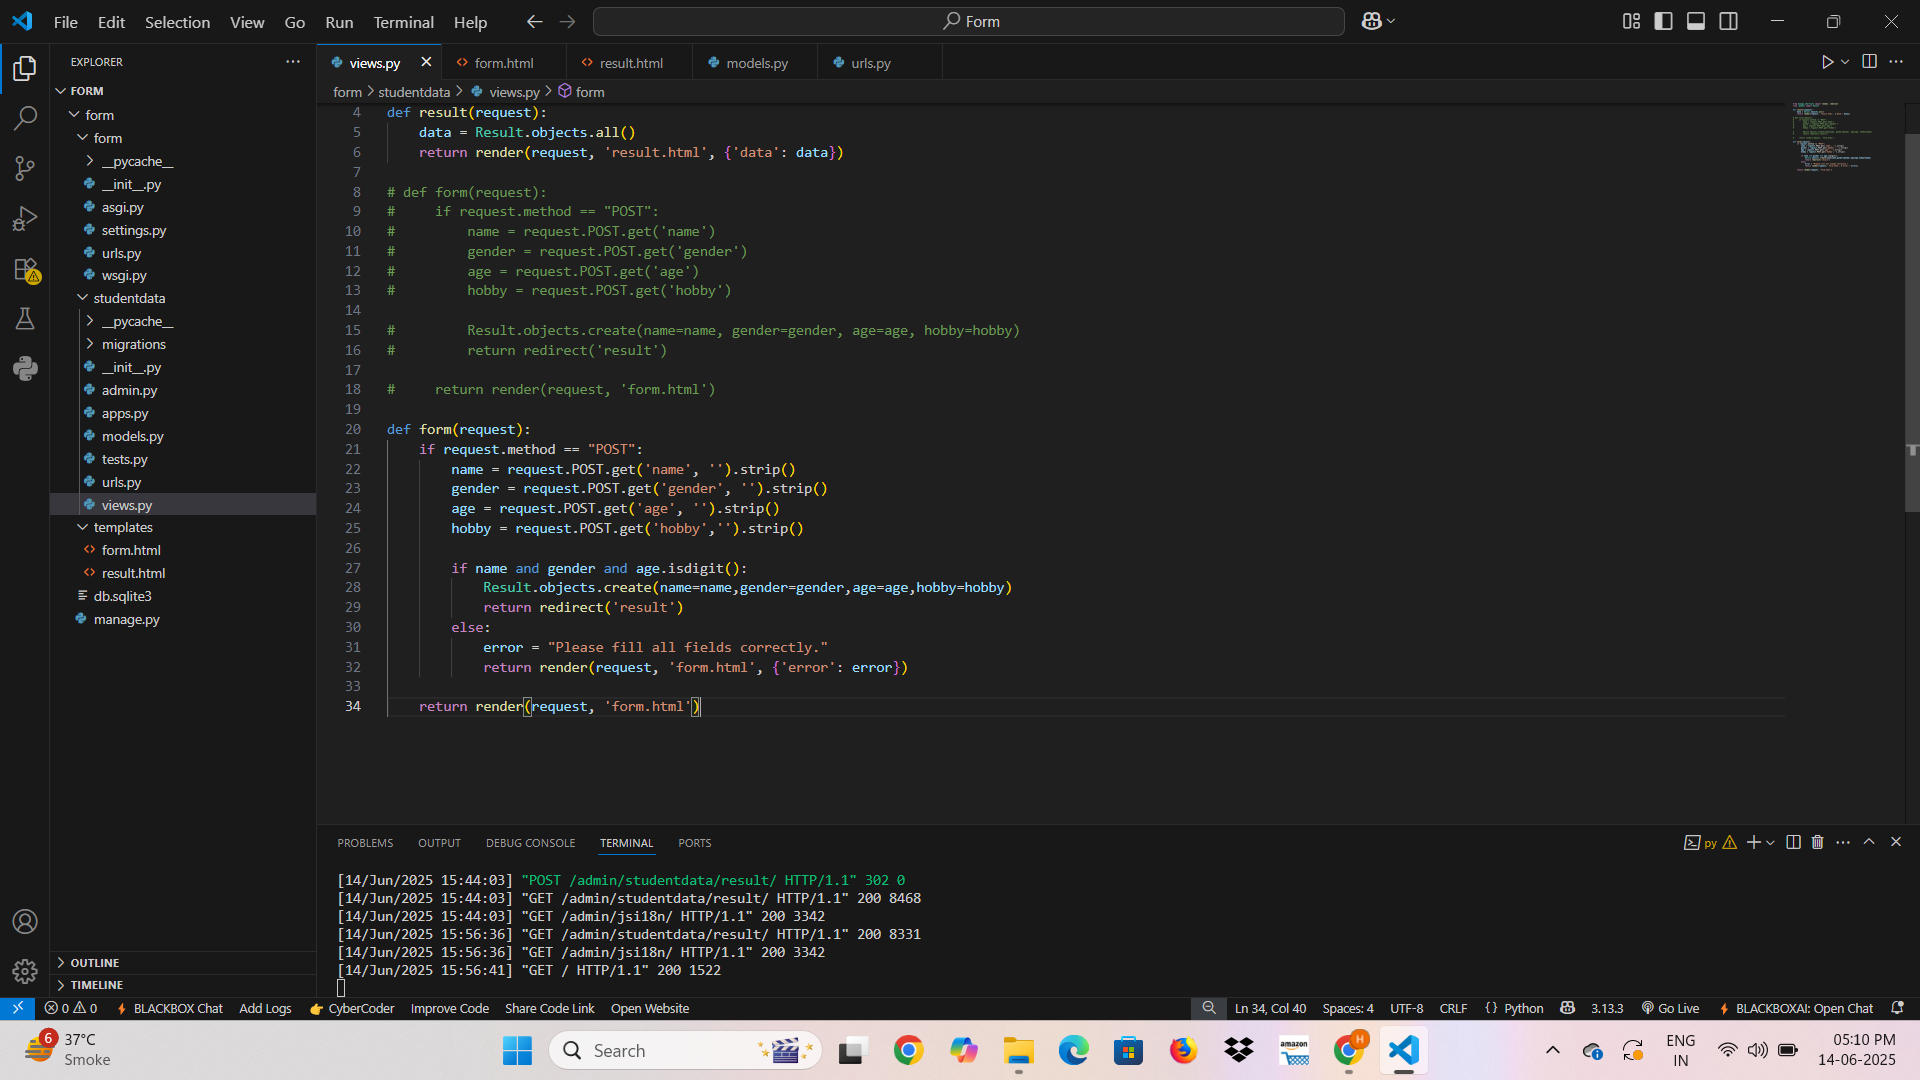 File Edit Selection View Go Run Terminal Help
Form
EXPLORER
FORM
form
form
__pycache__
__init__.py
asgi.py
settings.py
urls.py
wsgi.py
studentdata
__pycache__
migrations
__init__.py
admin.py
apps.py
models.py
tests.py
urls.py
views.py
templates
form.html
result.html
db.sqlite3
manage.py
OUTLINE
TIMELINE
views.py form.html result.html models.py urls.py
form > studentdata > views.py > form
4 def result(request):
5 data = Result.objects.all()
6 return render(request, 'result.html', {'data': data})
7
8 # def form(request):
9 # if request.method == "POST":
10 # name = request.POST.get('name')
11 # gender = request.POST.get('gender')
12 # age = request.POST.get('age')
13 # hobby = request.POST.get('hobby')
14
15 # Result.objects.create(name=name, gender=gender, age=age, hobby=hobby)
16 # return redirect('result')
17
18 # return render(request, 'form.html')
19
20 def form(request):
21 if request.method == "POST":
22 name = request.POST.get('name', '').strip()
23 gender = request.POST.get('gender', '').strip()
24 age = request.POST.get('age', '').strip()
25 hobby = request.POST.get('hobby','').strip()
26
27 if name and gender and age.isdigit():
28 Result.objects.create(name=name,gender=gender,age=age,hobby=hobby)
29 return redirect('result')
30 else:
31 error = "Please fill all fields correctly."
32 return render(request, 'form.html', {'error': error})
33
34 return render(request, 'form.html')
PROBLEMS OUTPUT DEBUG CONSOLE TERMINAL PORTS
py
[14/Jun/2025 15:44:03] "POST /admin/studentdata/result/ HTTP/1.1" 302 0
[14/Jun/2025 15:44:03] "GET /admin/studentdata/result/ HTTP/1.1" 200 8468
[14/Jun/2025 15:44:03] "GET /admin/jsi18n/ HTTP/1.1" 200 3342
[14/Jun/2025 15:56:36] "GET /admin/studentdata/result/ HTTP/1.1" 200 8331
[14/Jun/2025 15:56:36] "GET /admin/jsi18n/ HTTP/1.1" 200 3342
[14/Jun/2025 15:56:41] "GET / HTTP/1.1" 200 1522
0 0 BLACKBOX Chat Add Logs CyberCoder Improve Code Share Code Link Open Website Ln 34, Col 40 Spaces: 4 UTF-8 CRLF {} Python 3.13.3 Go Live BLACKBOXAI: Open Chat
6 37°C
Smoke
Search
amazon
H
ENG
IN
05:10 PM
14-06-2025